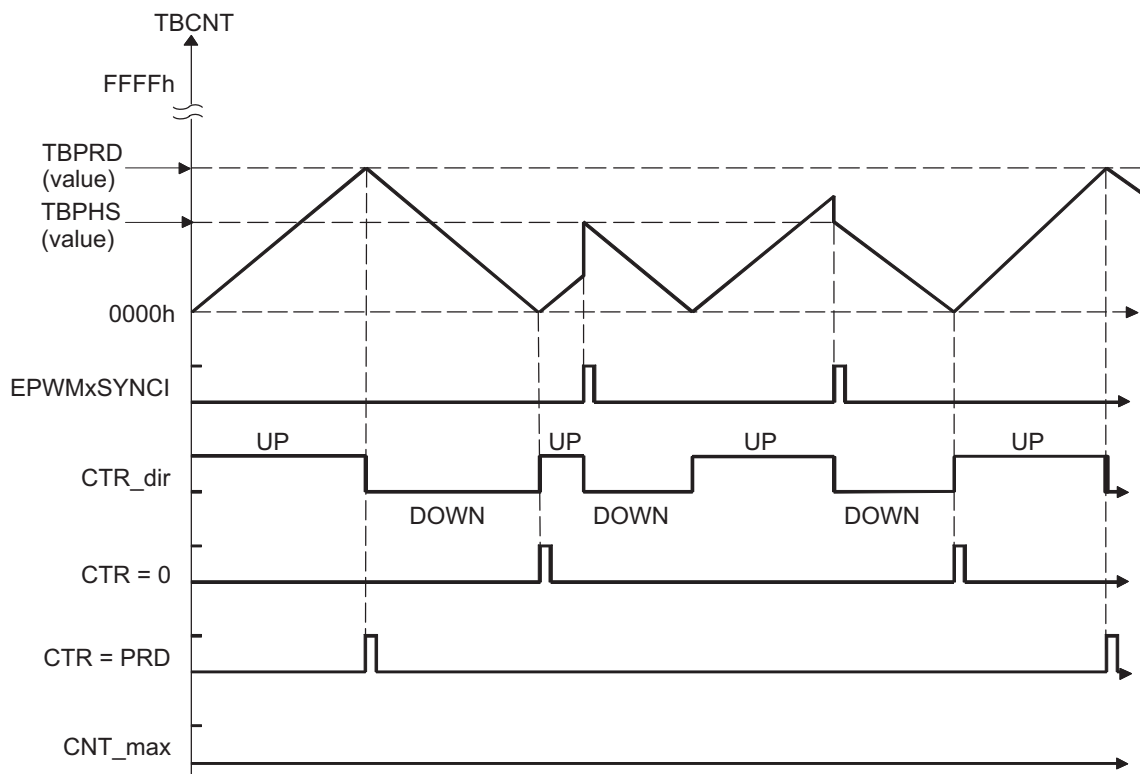 TBCNT
FFFFh
TBPRD
(value)
TBPHS
(value)
0000h
EPWMxSYNCI
UP UP UP UP
CTR_dir
DOWN DOWN DOWN
CTR = 0
CTR = PRD
CNT_max